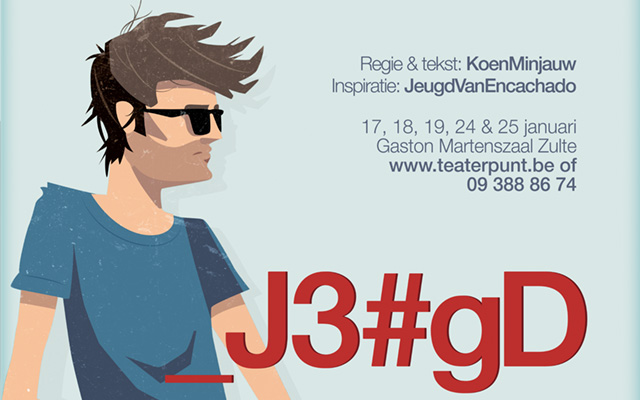 Regie & tekst: KoenMinjauw
Inspiratie: JeugdVanEncachado
17, 18, 19, 24 & 25 januari
Gaston Martenszaal Zulte
www.teaterpunt.be of
09 388 86 74
_J3#gD